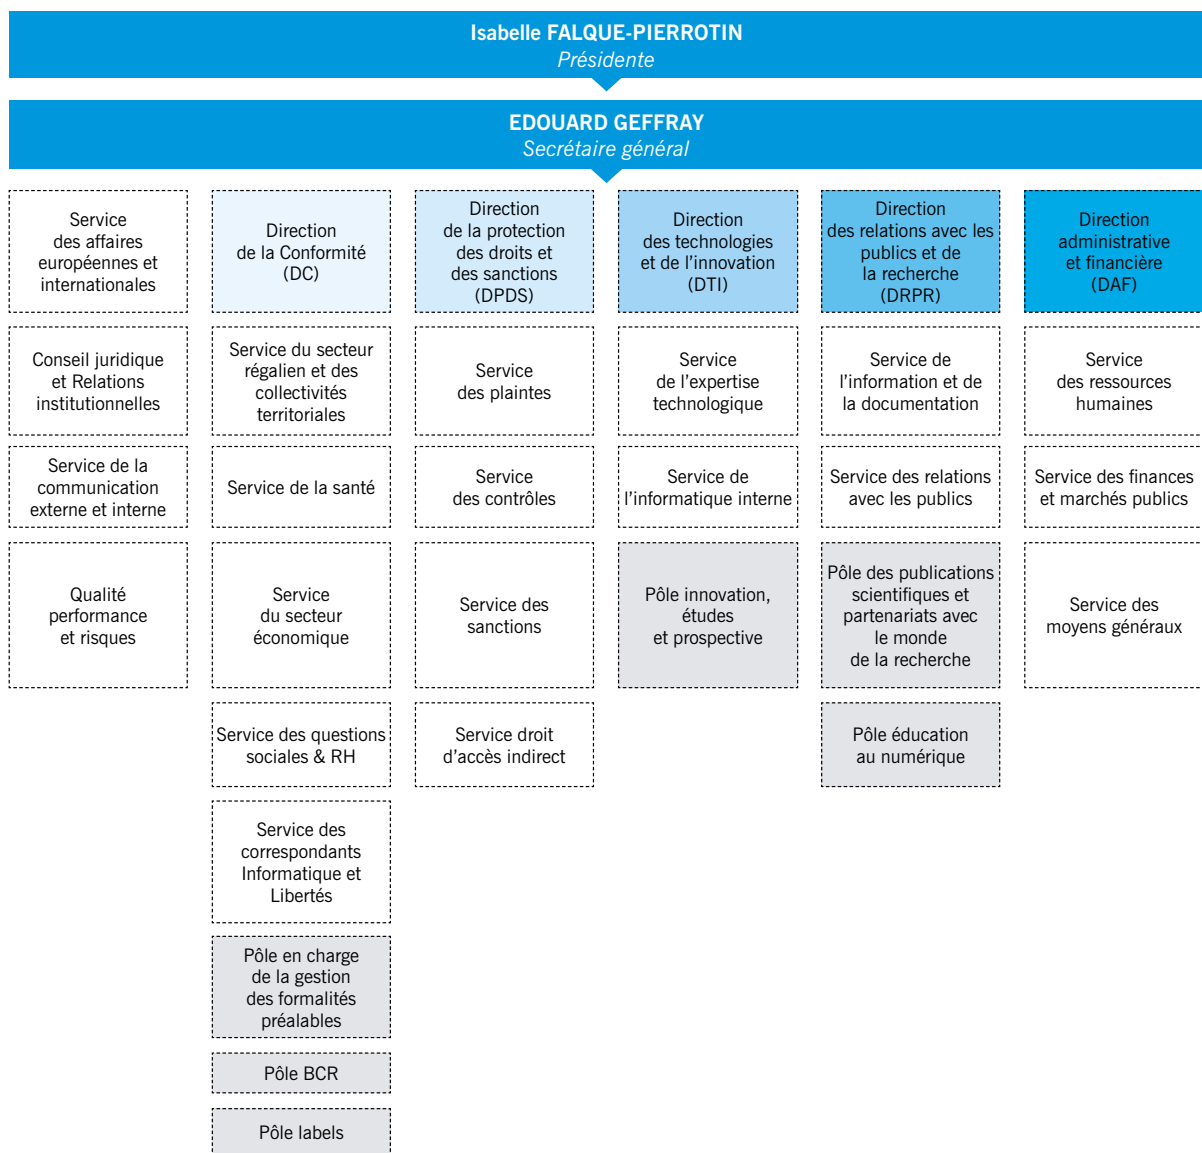 Isabelle FALQUE-PIERROTIN
Présidente
EDOUARD GEFFRAY
Secrétaire général
Service
des affaires
européennes et
internationales
Conseil juridique
et Relations
institutionnelles
Service de la
communication
externe et interne
Qualité
performance
et risques
Direction
de la Conformité
(DC)
Service du secteur
régalien et des
collectivités
territoriales
Service de la santé
Service
du secteur
économique
Service des questions
sociales & RH
Service des
correspondants
Informatique et
Libertés
Pôle en charge
de la gestion
des formalités
préalables
Pôle BCR
Pôle labels
Direction
de la protection
des droits et
des sanctions
(DPDS)
Service
des plaintes
Service
des contrôles
Service des
sanctions
Service droit
d’accès indirect
Direction
des technologies
et de l’innovation
(DTI)
Service
de l’expertise
technologique
Service de
l’informatique interne
Pôle innovation,
études
et prospective
Direction
des relations avec les
publics et de
la recherche
(DRPR)
Service de
l’information et de
la documentation
Service des relations
avec les publics
Pôle des publications
scientifiques et
partenariats avec
le monde
de la recherche
Pôle éducation
au numérique
Direction
administrative
et financière
(DAF)
Service
des ressources
humaines
Service des finances
et marchés publics
Service des
moyens généraux